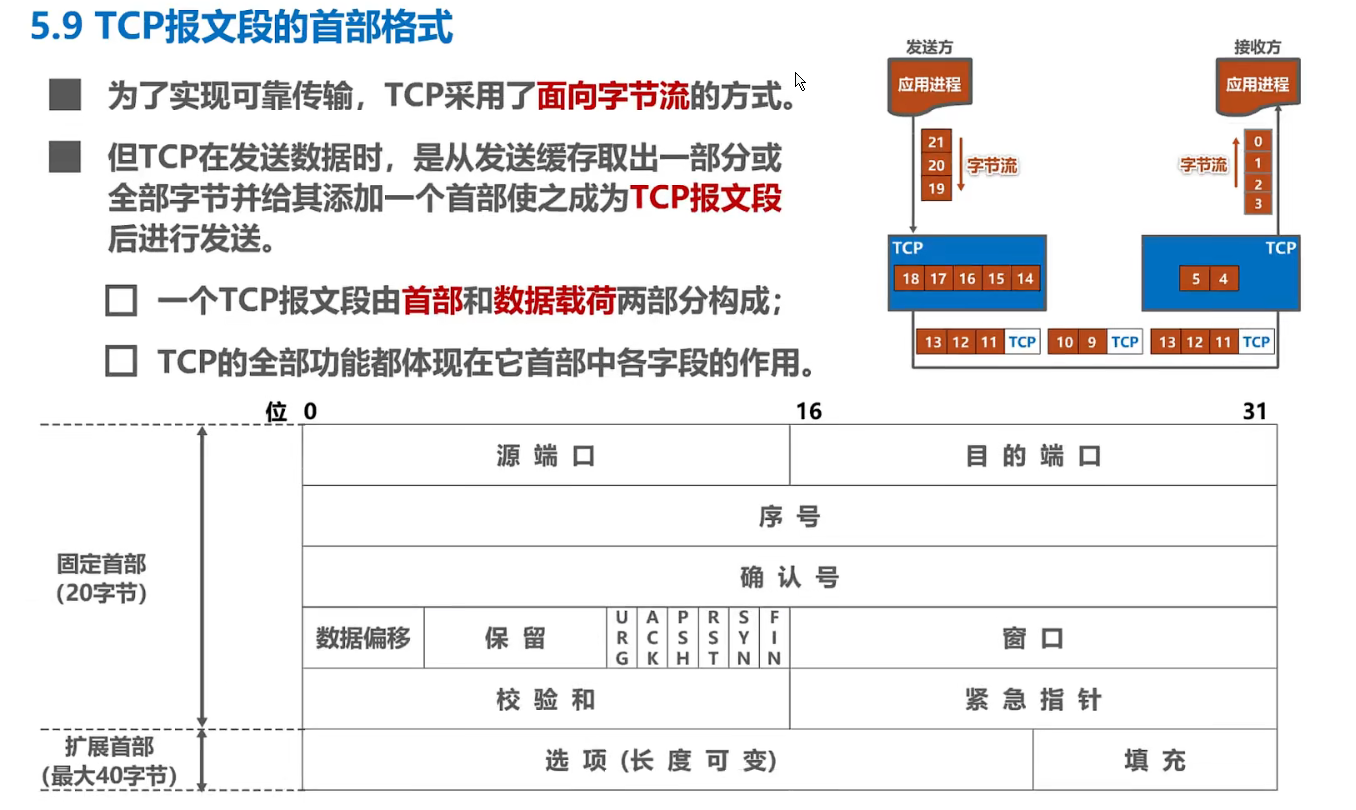 5.9 TCP报文段的首部格式
为了实现可靠传输，TCP采用了面向字节流的方式。
但TCP在发送数据时，是从发送缓存取出一部分或
全部字节并给其添加一个首部使之成为TCP报文段
后进行发送。
一个TCP报文段由首部和数据载荷两部分构成；
TCP的全部功能都体现在它首部中各字段的作用。
发送方
接收方
应用进程
应用进程
21
20
19
字节流
字节流
0
1
2
3
TCP
18 17 16 15 14
TCP
5 4
13 12 11 TCP
10 9 TCP
13 12 11 TCP
位 0 16 31
源端口 目的端口
序号
确认号
数据偏移 保留 URG ACK PSH RST SYN FIN 窗口
校验和 紧急指针
选项 (长度可变) 填充
固定首部
(20字节)
扩展首部
(最大40字节)